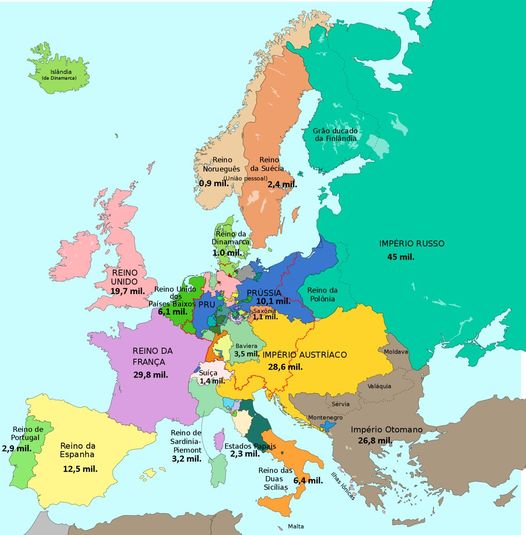 Islândia
(da Dinamarca)
Grão ducado
da Finlândia
Reino
Norueguês
0,9 mil.
Reino
da Suécia
(União pessoal)
2,4 mil.
Reino da
Dinamarca
1.0 mil.
IMPÉRIO RUSSO
45 mil.
REINO
UNIDO
19,7 mil.
Reino Unido
dos
Países Baixos
6,1 mil.
PRU
PRÚSSIA
10,1 mil.
Reino da
Polônia
Saxônia
1,1 mil.
Baviera
3,5 mil.
IMPÉRIO AUSTRÍACO
28,6 mil.
Moldava
REINO DA
FRANÇA
29,8 mil.
Suíça
1,4 mil.
Valáquia
Sérvia
Montenegro
Império Otomano
26,8 mil.
Reino de
Portugal
2,9 mil.
Reino da
Espanha
12,5 mil.
Reino de
Sardinia-
Piemont
3,2 mil.
Estados Papais
2,3 mil.
Reino das
Duas
Sicílias
6,4 mil.
Ilhas Iônicas
Malta